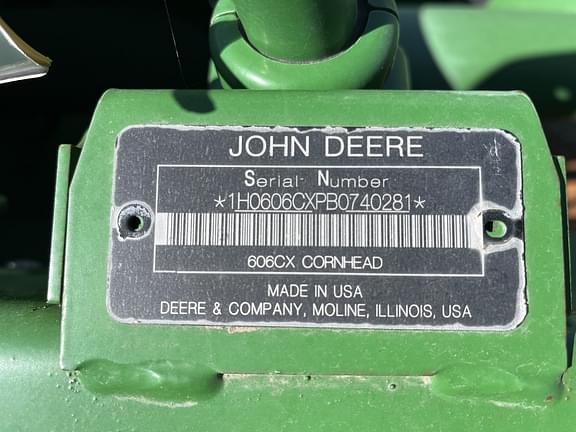 JOHN DEERE
Serial Number
*1H0606CXPB0740281*
606CX CORNHEAD
MADE IN USA
DEERE & COMPANY, MOLINE, ILLINOIS, USA